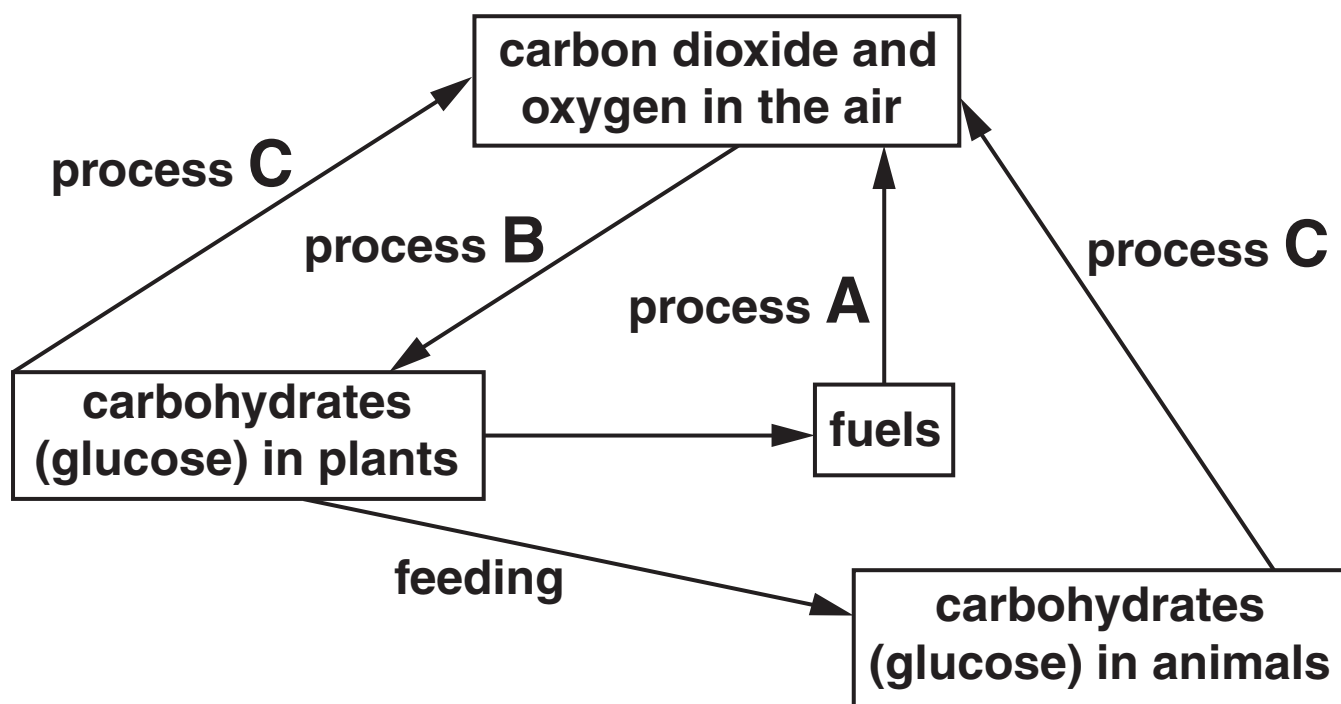 carbon dioxide and
oxygen in the air
process C
process B
process C
process A
carbohydrates
(glucose) in plants
fuels
feeding
carbohydrates
(glucose) in animals